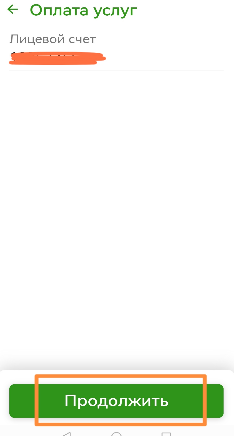 Оплата услуг
Лицевой счет
Продолжить